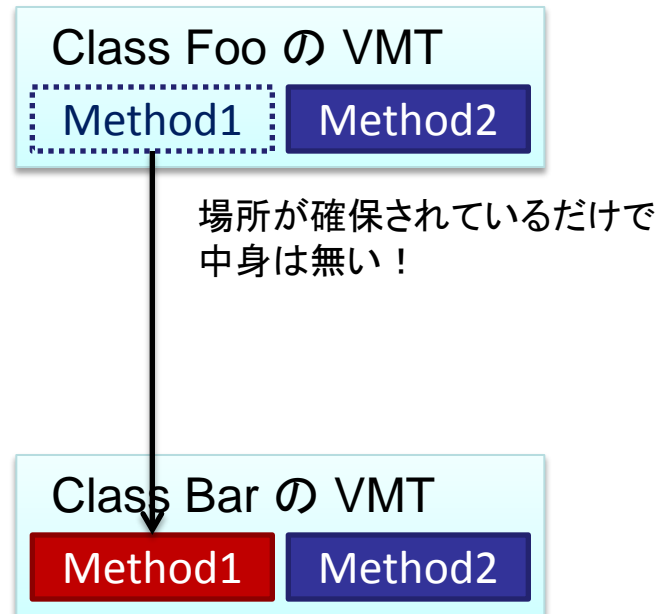 Class Foo の VMT
Method1 Method2
場所が確保されているだけで
中身は無い！
Class Bar の VMT
Method1 Method2